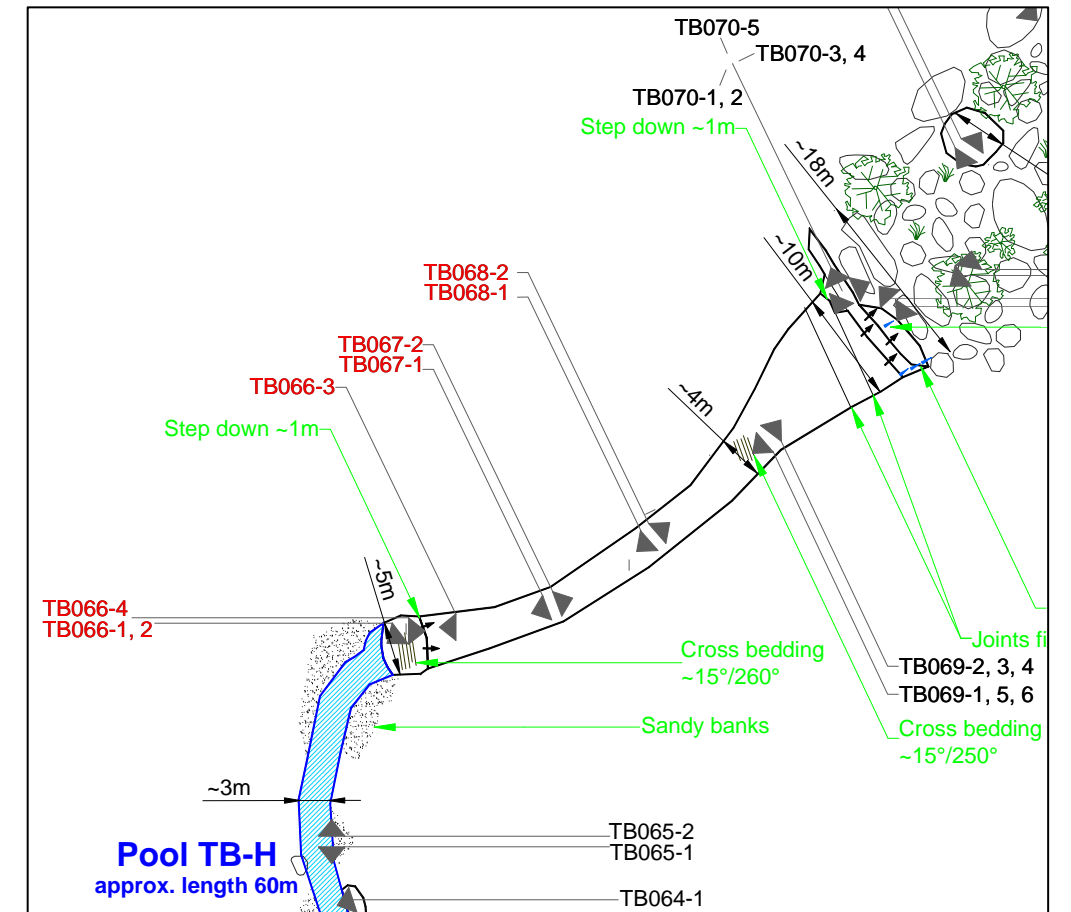 TB070-5
TB070-3, 4
TB070-1, 2
Step down ~1m
~18m
~10m
TB068-2
TB068-1
TB067-2
TB067-1
TB066-3
Step down ~1m
~4m
~5m
TB066-4
TB066-1, 2
Joints fi
Cross bedding
~15°/260°
TB069-2, 3, 4
TB069-1, 5, 6
Sandy banks
Cross bedding
~15°/250°
~3m
TB065-2
TB065-1
Pool TB-H
approx. length 60m
TB064-1